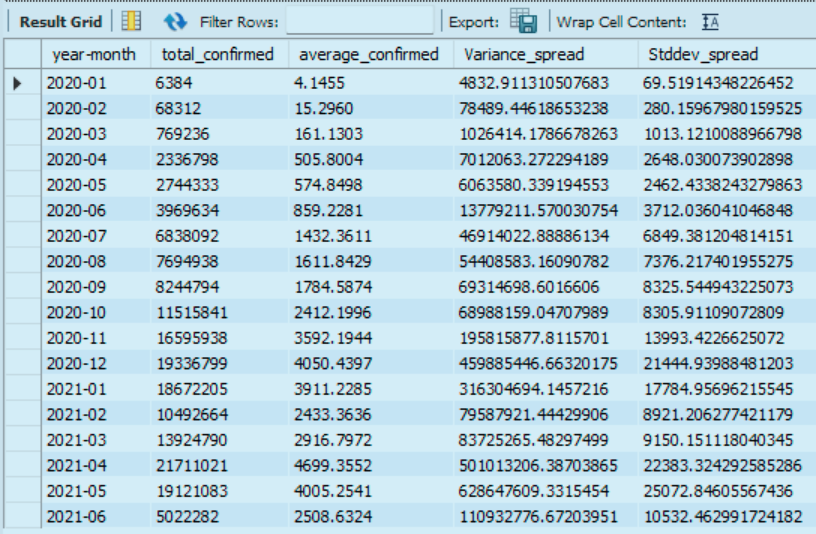 Result Grid Filter Rows: Export: Wrap Cell Content: IA
year-month total_confirmed average_confirmed Variance_spread Stddev_spread
2020-01 6384 4.1455 4832.911310507683 69.51914348226452
2020-02 68312 15.2960 78489.44618653238 280.15967980159525
2020-03 769236 161.1303 1026414.1786678263 1013.1210088966798
2020-04 2336798 505.8004 7012063.272294189 2648.030073902898
2020-05 2744333 574.8498 6063580.339194553 2462.4338243279863
2020-06 3969634 859.2281 13779211.570030754 3712.036041046848
2020-07 6838092 1432.3611 46914022.88886134 6849.381204814151
2020-08 7694938 1611.8429 54408583.16090782 7376.217401955275
2020-09 8244794 1784.5874 69314698.6016606 8325.544943225073
2020-10 11515841 2412.1996 68988159.04707989 8305.91109072809
2020-11 16595938 3592.1944 195815877.8115701 13993.4226625072
2020-12 19336799 4050.4397 459885446.66320175 21444.93988481203
2021-01 18672205 3911.2285 316304694.1457216 17784.95696215545
2021-02 10492664 2433.3636 79587921.44429906 8921.206277421179
2021-03 13924790 2916.7972 83725265.48297499 9150.151118040345
2021-04 21711021 4699.3552 501013206.38703865 22383.324292585286
2021-05 19121083 4005.2541 628647609.3315454 25072.84605567436
2021-06 5022282 2508.6324 110932776.67203951 10532.462991724182